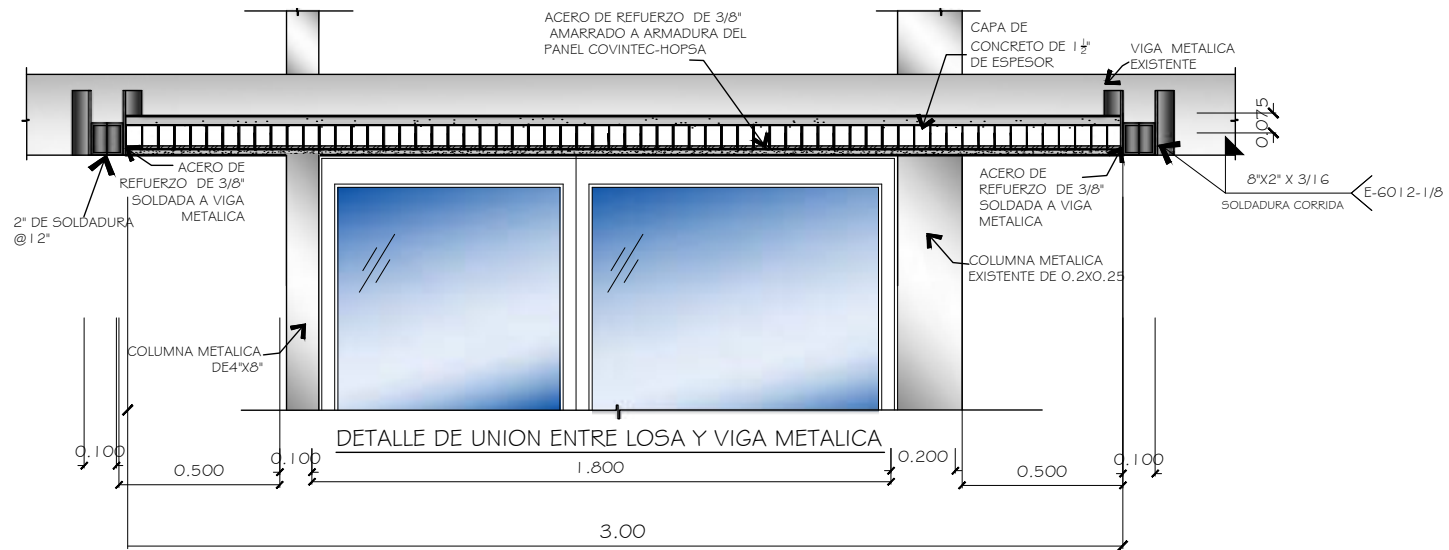 ACERO DE REFUERZO DE 3/8"
AMARRADO A ARMADURA DEL
PANEL COVINTEC-HOPSA
CAPA DE
CONCRETO DE 1 1/2"
DE ESPESOR
VIGA METALICA
EXISTENTE
0.075
ACERO DE
REFUERZO DE 3/8"
SOLDADA A VIGA
METALICA
2" DE SOLDADURA
@12"
ACERO DE
REFUERZO DE 3/8"
SOLDADA A VIGA
METALICA
8"X2" X 3/16
SOLDADURA CORRIDA
E-6012-1/8
COLUMNA METALICA
EXISTENTE DE 0.2X0.25
COLUMNA METALICA
DE4"X8"
DETALLE DE UNION ENTRE LOSA Y VIGA METALICA
0.100
0.500
0.100
1.800
0.200
0.500
0.100
3.00